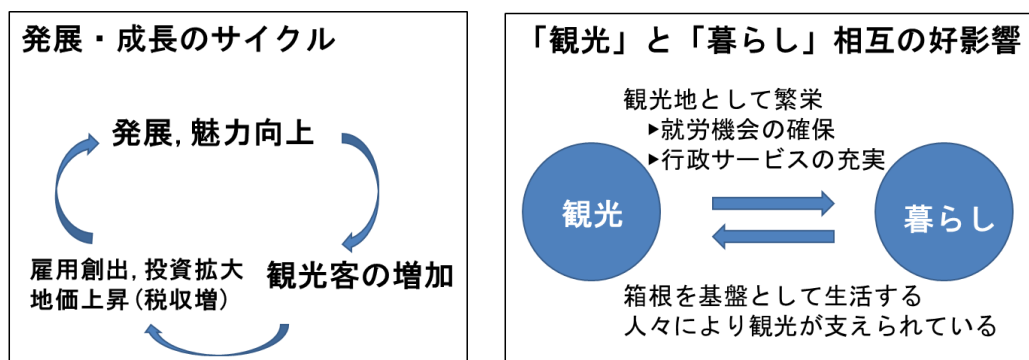 発展・成長のサイクル
発展,魅力向上
観光客の増加
雇用創出,投資拡大
地価上昇(税収増)
「観光」と「暮らし」相互の好影響
観光地として繁栄
▶就労機会の確保
▶行政サービスの充実
観光
暮らし
箱根を基盤として生活する
人々により観光が支えられている